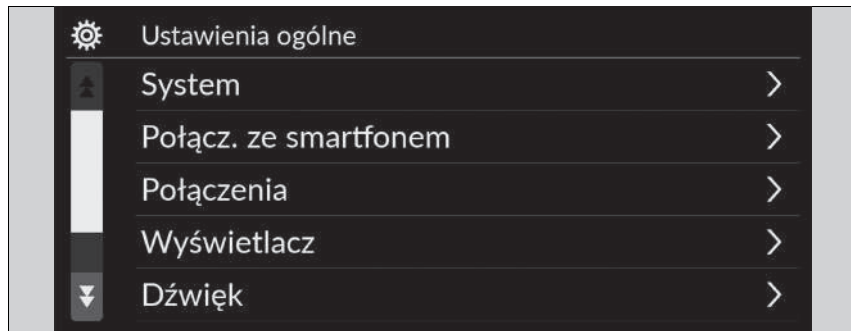 Ustawienia ogólne
System
Połącz. ze smartfonem
Połączenia
Wyświetlacz
Dźwięk